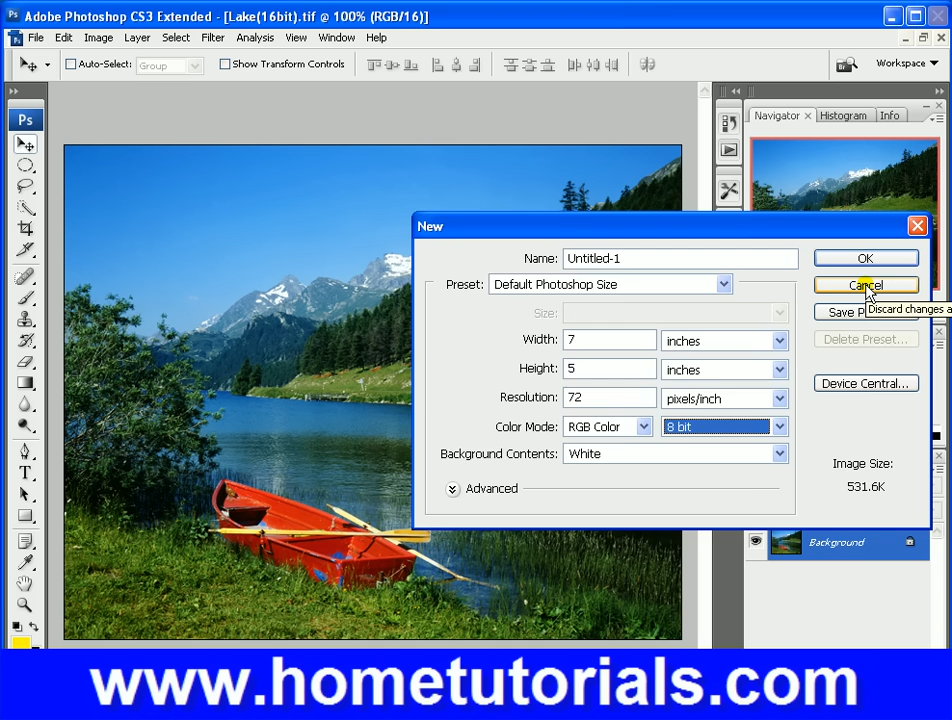 Ps Adobe Photoshop CS3 Extended - [Lake(16bit).tif @ 100% (RGB/16)]
File Edit Image Layer Select Filter Analysis View Window Help
Auto-Select: Group Show Transform Controls Workspace
Ps
Navigator Histogram Info
New
Name: Untitled-1 OK
Preset: Default Photoshop Size Cancel
Discard changes a
Size: Save P
Width: 7 inches Delete Preset...
Height: 5 inches
Device Central...
Resolution: 72 pixels/inch
Color Mode: RGB Color 8 bit
Background Contents: White
Image Size:
531.6K
Advanced
Background
T
www.hometutorials.com